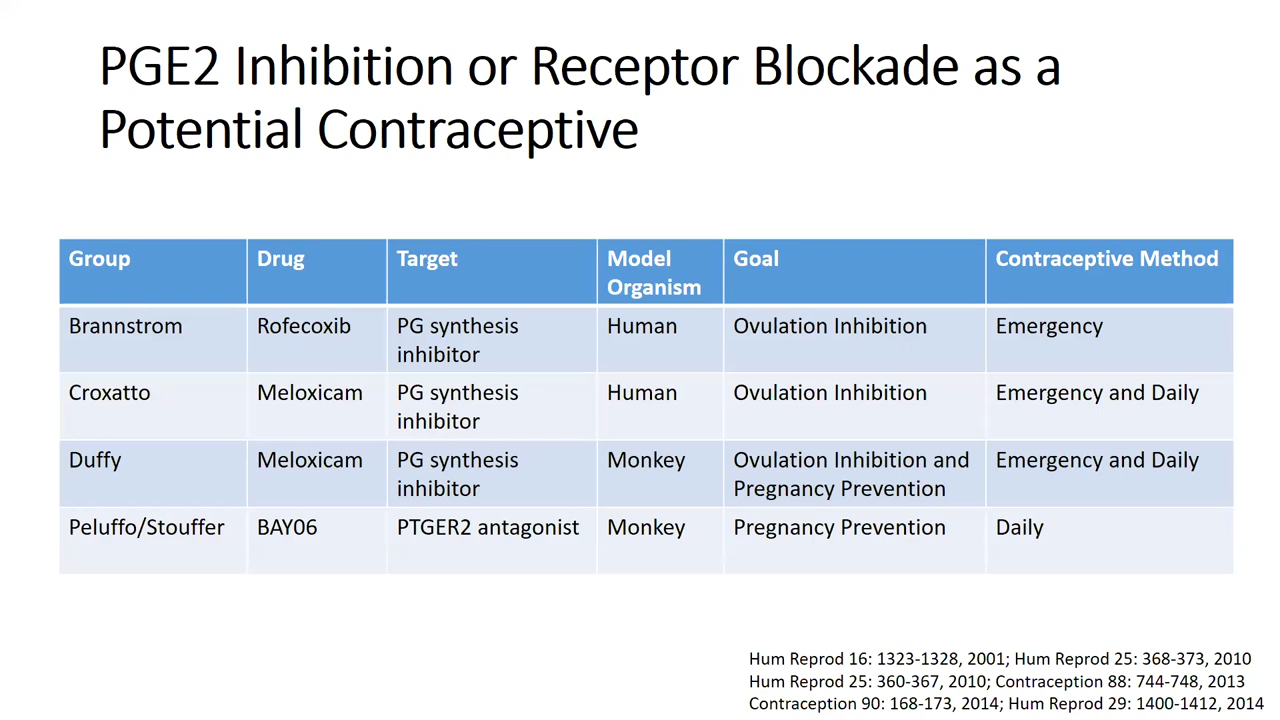 PGE2 Inhibition or Receptor Blockade as a
Potential Contraceptive
Group Drug Target Model Organism Goal Contraceptive Method
Brannstrom Rofecoxib PG synthesis inhibitor Human Ovulation Inhibition Emergency
Croxatto Meloxicam PG synthesis inhibitor Human Ovulation Inhibition Emergency and Daily
Duffy Meloxicam PG synthesis inhibitor Monkey Ovulation Inhibition and Pregnancy Prevention Emergency and Daily
Peluffo/Stouffer BAY06 PTGER2 antagonist Monkey Pregnancy Prevention Daily
Hum Reprod 16: 1323-1328, 2001; Hum Reprod 25: 368-373, 2010
Hum Reprod 25: 360-367, 2010; Contraception 88: 744-748, 2013
Contraception 90: 168-173, 2014; Hum Reprod 29: 1400-1412, 2014